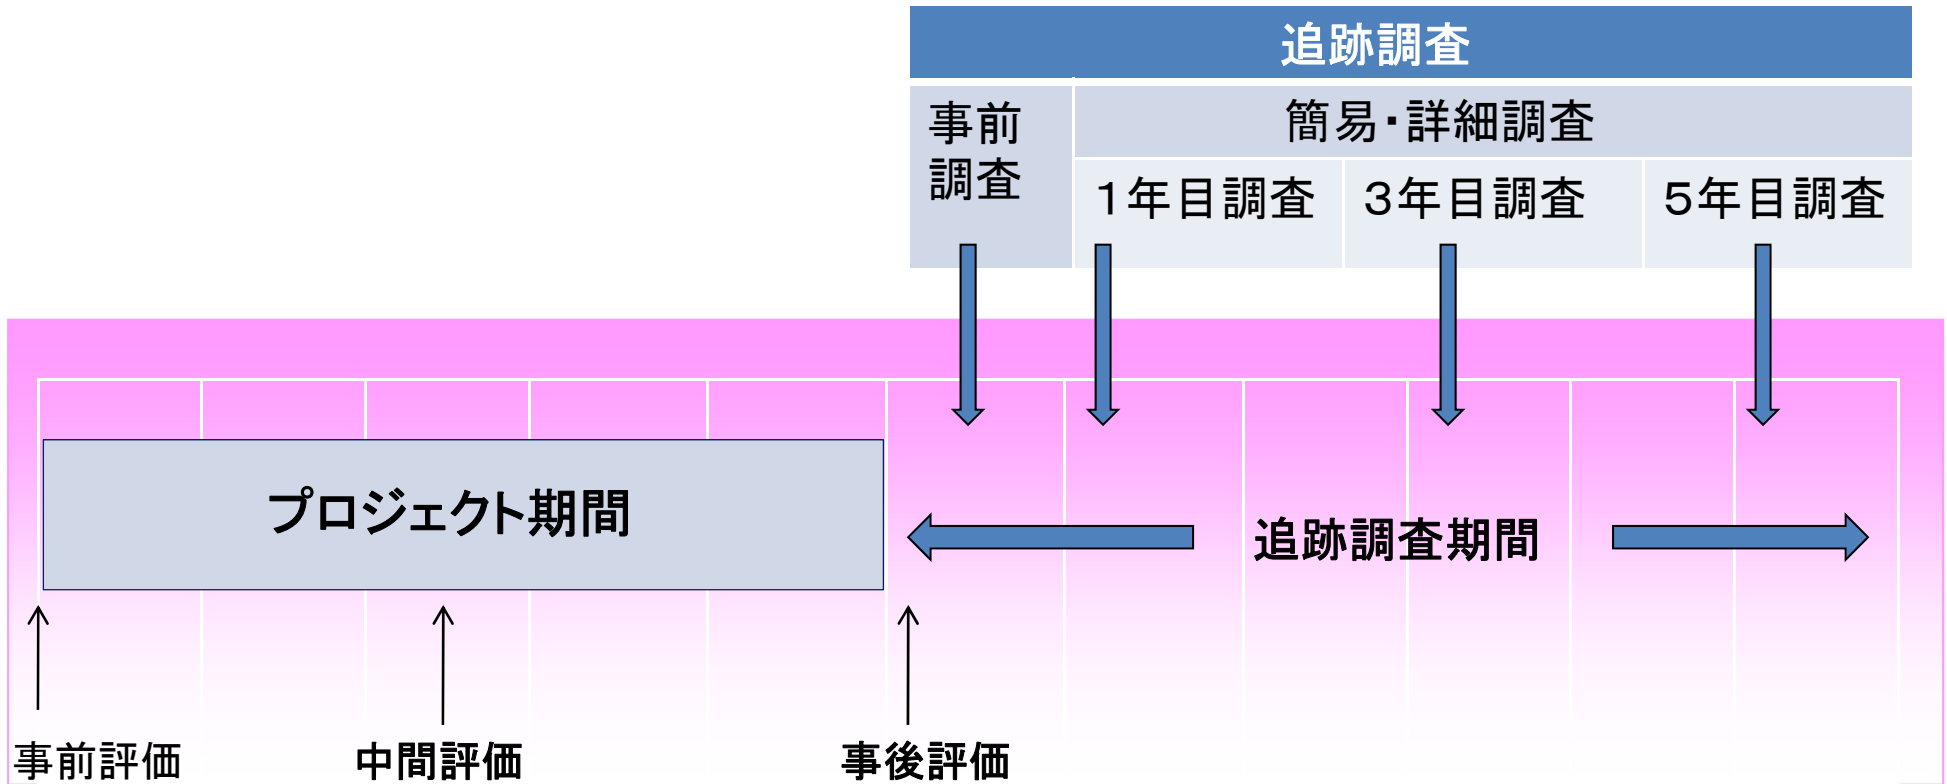 追跡調査
事前
調査
簡易・詳細調査
１年目調査
３年目調査
５年目調査
プロジェクト期間
追跡調査期間
事前評価
中間評価
事後評価